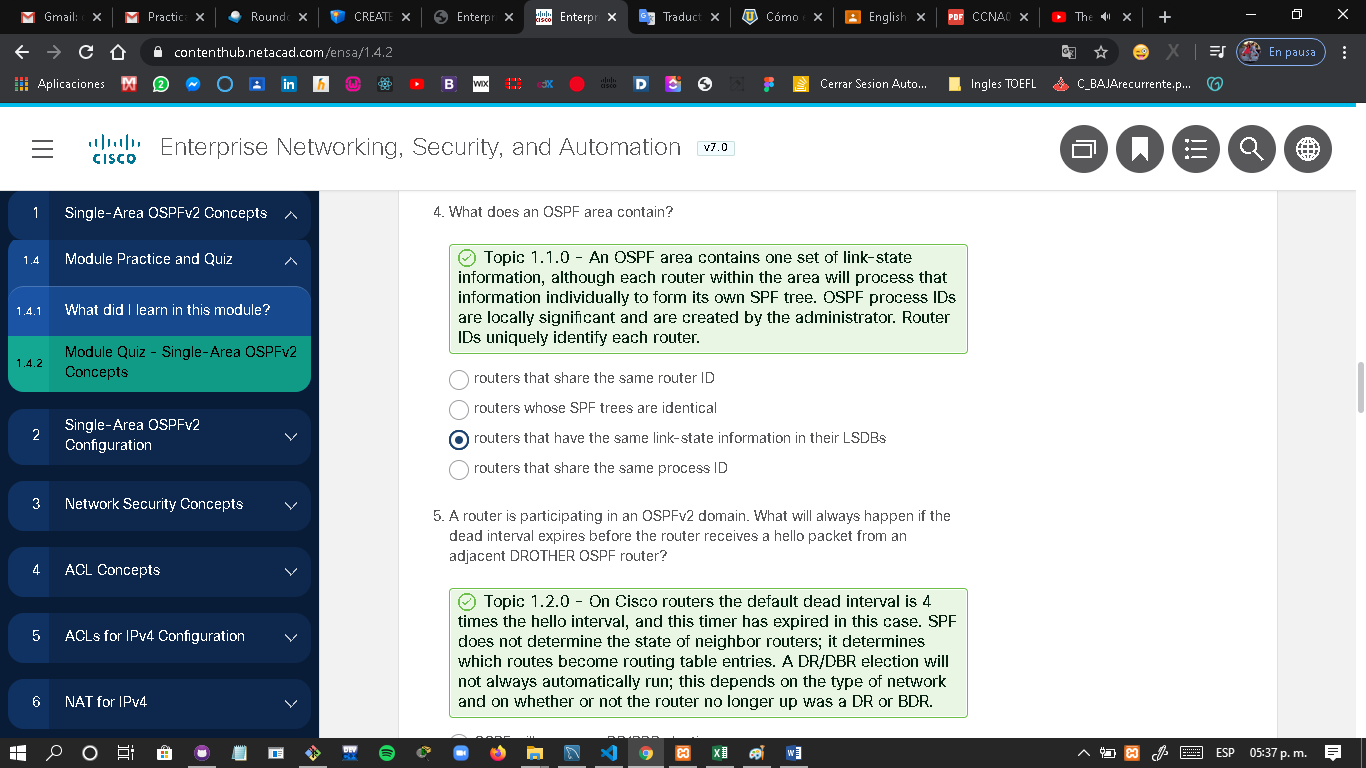 Gmail:
Practic
Roundc
CREATE
Enterpr
Enterpr
Traduct
Cómo
English
CCNA
The
contenthub.netacad.com/ensa/1.4.2
En pausa
Aplicaciones
WIX
Cerrar Sesion Auto...
Ingles TOEFL
C_BAJArecurrente.p...
CISCO
Enterprise Networking, Security, and Automation
v7.0
1 Single-Area OSPFv2 Concepts
1.4 Module Practice and Quiz
1.4.1 What did I learn in this module?
1.4.2 Module Quiz - Single-Area OSPFv2
Concepts
2 Single-Area OSPFv2
Configuration
3 Network Security Concepts
4 ACL Concepts
5 ACLs for IPv4 Configuration
6 NAT for IPv4
4. What does an OSPF area contain?
Topic 1.1.0 - An OSPF area contains one set of link-state
information, although each router within the area will process that
information individually to form its own SPF tree. OSPF process IDs
are locally significant and are created by the administrator. Router
IDs uniquely identify each router.
routers that share the same router ID
routers whose SPF trees are identical
routers that have the same link-state information in their LSDBs
routers that share the same process ID
5. A router is participating in an OSPFv2 domain. What will always happen if the
dead interval expires before the router receives a hello packet from an
adjacent DROTHER OSPF router?
Topic 1.2.0 - On Cisco routers the default dead interval is 4
times the hello interval, and this timer has expired in this case. SPF
does not determine the state of neighbor routers; it determines
which routes become routing table entries. A DR/DBR election will
not always automatically run; this depends on the type of network
and on whether or not the router no longer up was a DR or BDR.
ESP
05:37 p. m.